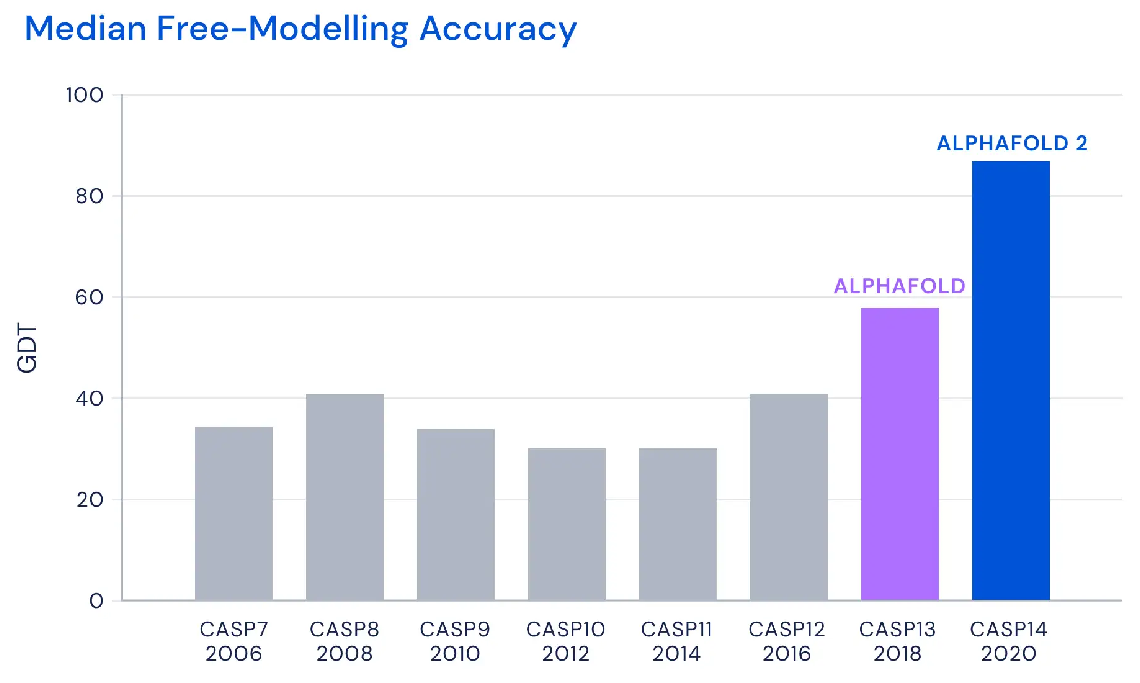 Median Free-Modelling Accuracy
100
80
60
40
20
0
GDT
ALPHAFOLD 2
ALPHAFOLD
CASP7
2006
CASP8
2008
CASP9
2010
CASP10
2012
CASP11
2014
CASP12
2016
CASP13
2018
CASP14
2020